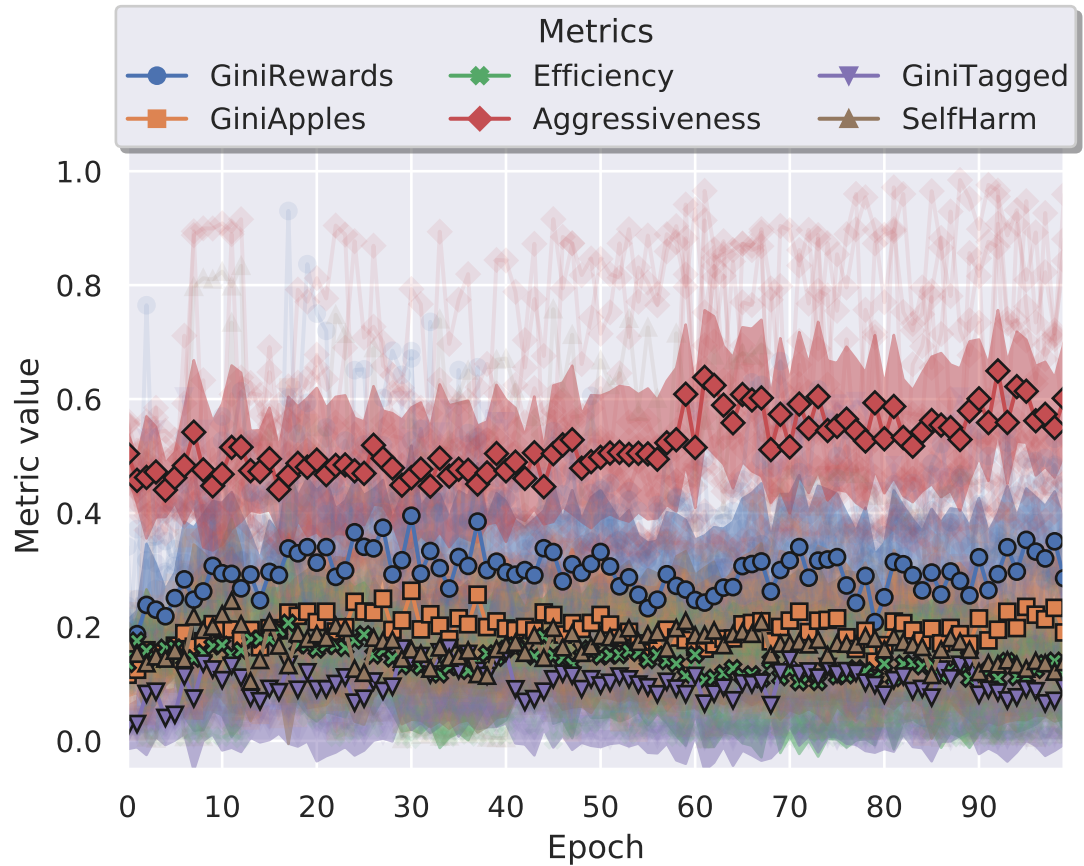 Metrics
GiniRewards Efficiency GiniTagged
GiniApples Aggressiveness SelfHarm
1.0
0.8
0.6
0.4
0.2
0.0
Metric value
0 10 20 30 40 50 60 70 80 90
Epoch